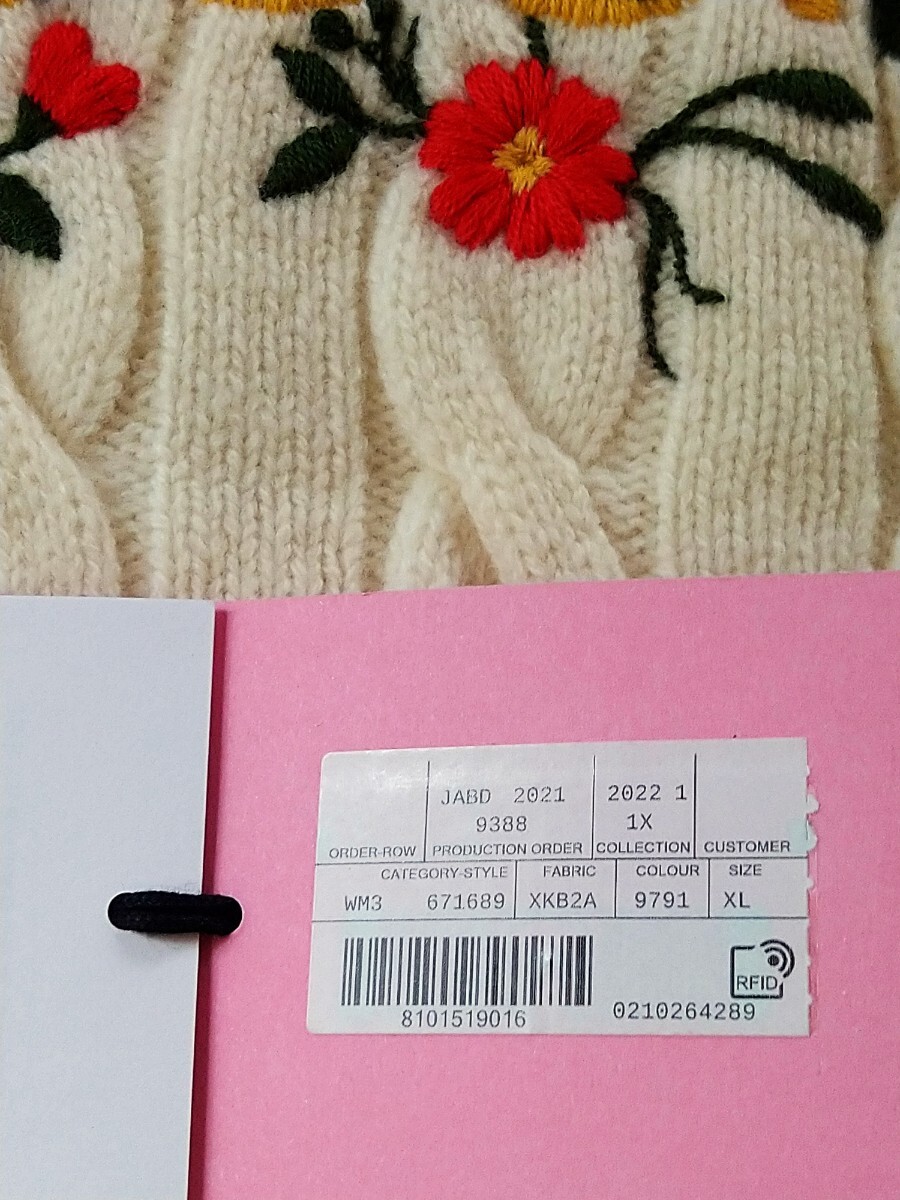 JABD 2021
9388
2022 1
1X
ORDER-ROW PRODUCTION ORDER COLLECTION CUSTOMER
CATEGORY-STYLE FABRIC COLOUR SIZE
WM3 671689 XKB2A 9791 XL
RFID
8101519016
0210264289